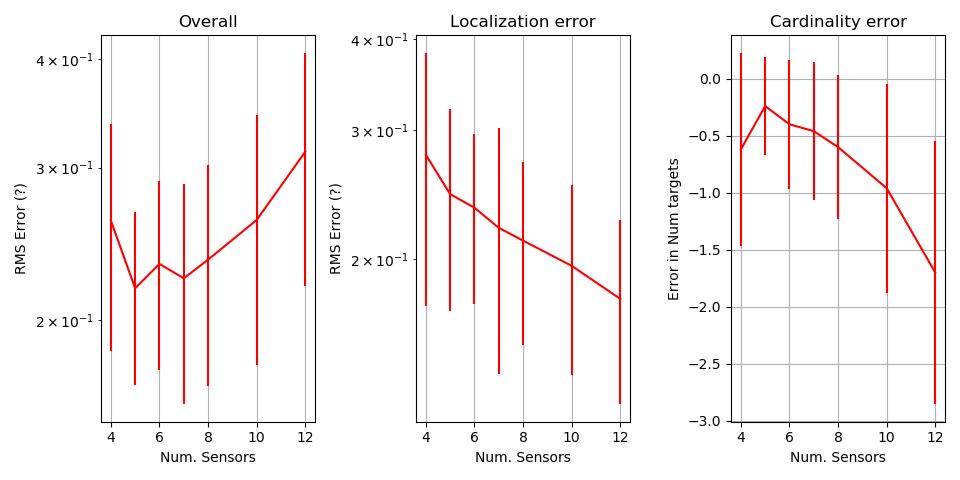 Overall
RMS Error (?)
4 × 10⁻¹
3 × 10⁻¹
2 × 10⁻¹
4 6 8 10 12
Num. Sensors
Localization error
RMS Error (?)
4 × 10⁻¹
3 × 10⁻¹
2 × 10⁻¹
4 6 8 10 12
Num. Sensors
Cardinality error
Error in Num targets
0.0
−0.5
−1.0
−1.5
−2.0
−2.5
−3.0
4 6 8 10 12
Num. Sensors